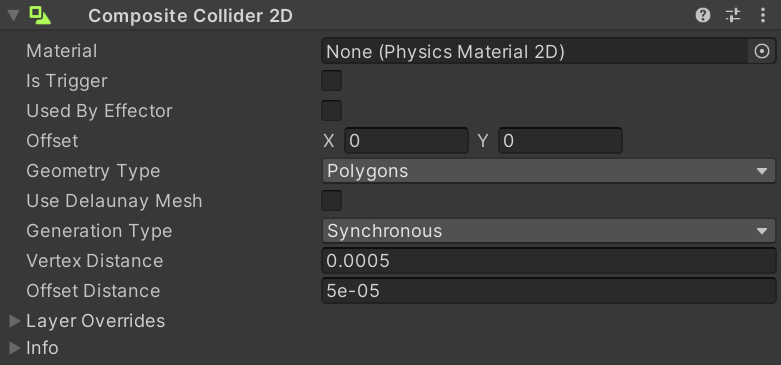 Composite Collider 2D
Material None (Physics Material 2D)
Is Trigger
Used By Effector
Offset X 0 Y 0
Geometry Type Polygons
Use Delaunay Mesh
Generation Type Synchronous
Vertex Distance 0.0005
Offset Distance 5e-05
Layer Overrides
Info